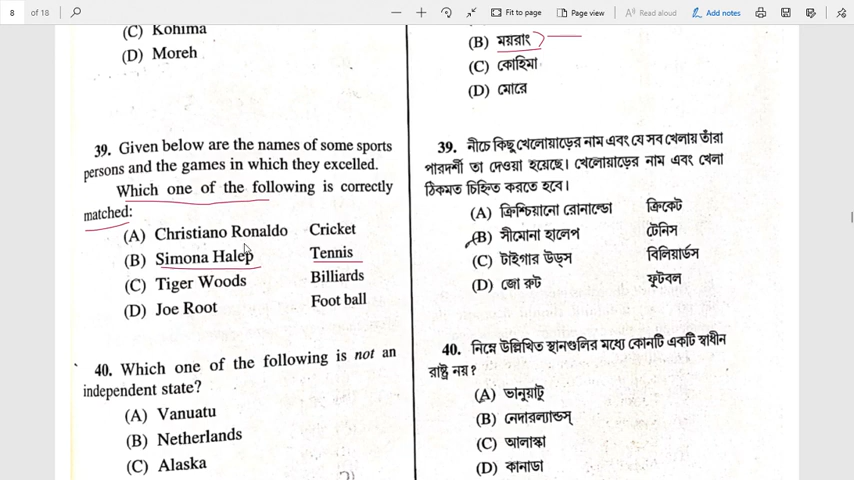 8 of 18
Fit to page
Page view
Read aloud
Add notes
(C) Kohima
(D) Moreh
39. Given below are the names of some sports
persons and the games in which they excelled.
Which one of the following is correctly
matched:
(A) Christiano Ronaldo Cricket
(B) Simona Halep Tennis
(C) Tiger Woods Billiards
(D) Joe Root Foot ball
40. Which one of the following is not an
independent state?
(A) Vanuatu
(B) Netherlands
(C) Alaska
(B) ময়রাং
(C) কোহিমা
(D) মোরে
39. নীচে কিছু খেলোয়াড়ের নাম এবং যে সব খেলায় তাঁরা
পারদর্শী তা দেওয়া হয়েছে। খেলোয়াড়ের নাম এবং খেলা
ঠিকমত চিহ্নিত করতে হবে।
(A) ক্রিশ্চিয়ানো রোনাল্ডো ক্রিকেট
(B) সীমোনা হালেপ টেনিস
(C) টাইগার উড্স বিলিয়ার্ডস
(D) জো রুট ফুটবল
40. নিম্নে উল্লিখিত স্থানগুলির মধ্যে কোনটি একটি স্বাধীন
রাষ্ট্র নয়?
(A) ভানুয়াটু
(B) নেদারল্যান্ডস্
(C) আলাস্কা
(D) কানাডা